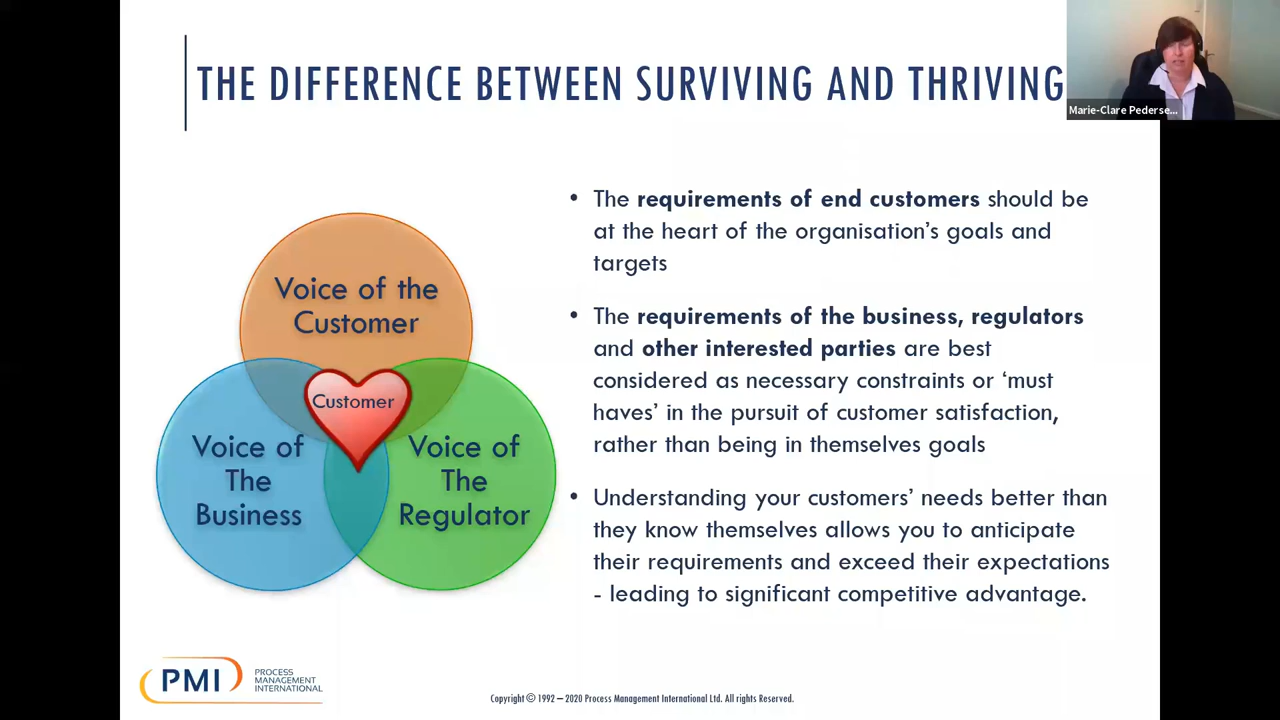 THE DIFFERENCE BETWEEN SURVIVING AND THRIVING
Marie-Clare Pederse...
Voice of the
Customer
Customer
Voice of
The
Business
Voice of
The
Regulator
• The requirements of end customers should be
at the heart of the organisation's goals and
targets
• The requirements of the business, regulators
and other interested parties are best
considered as necessary constraints or ‘must
haves’ in the pursuit of customer satisfaction,
rather than being in themselves goals
• Understanding your customers’ needs better than
they know themselves allows you to anticipate
their requirements and exceed their expectations
- leading to significant competitive advantage.
PMI
PROCESS
MANAGEMENT
INTERNATIONAL
Copyright © 1992 – 2020 Process Management International Ltd. All rights Reserved.